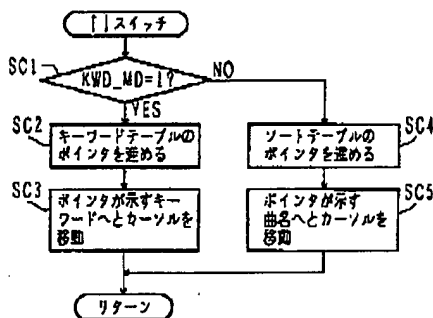 ↑↓スイッチ
SC1
KWD_MD=1?
NO
YES
SC2
キーワードテーブルの
ポインタを進める
ソートテーブルの
ポインタを進める
SC4
SC3
ポインタが示すキー
ワードへとカーソルを
移動
ポインタが示す
曲名へとカーソルを
移動
SC5
リターン